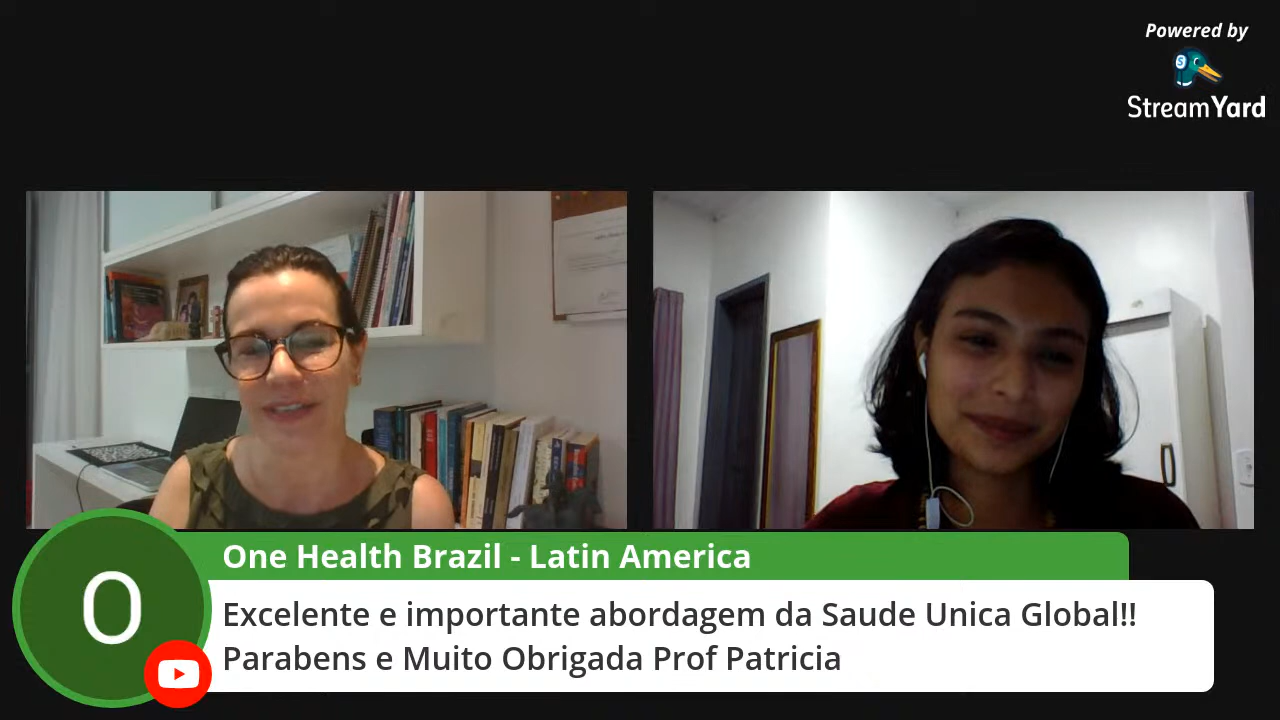 Powered by
StreamYard
One Health Brazil - Latin America
O
Excelente e importante abordagem da Saude Unica Global!!
Parabens e Muito Obrigada Prof Patricia